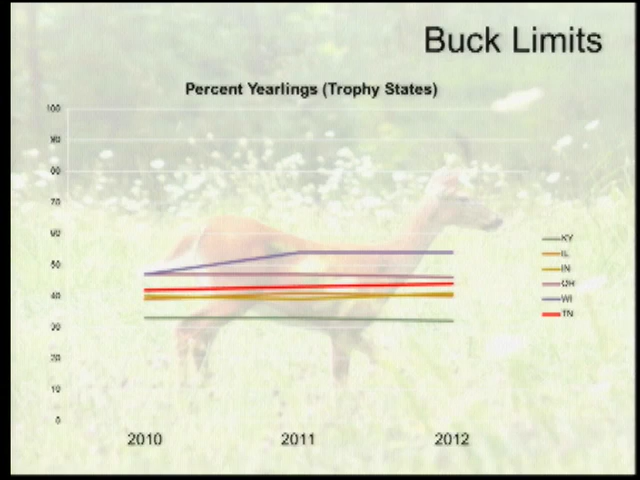 Buck Limits
Percent Yearlings (Trophy States)
100
90
80
70
60
50
40
30
20
10
0
2010 2011 2012
KY
IL
IN
OH
WI
TN